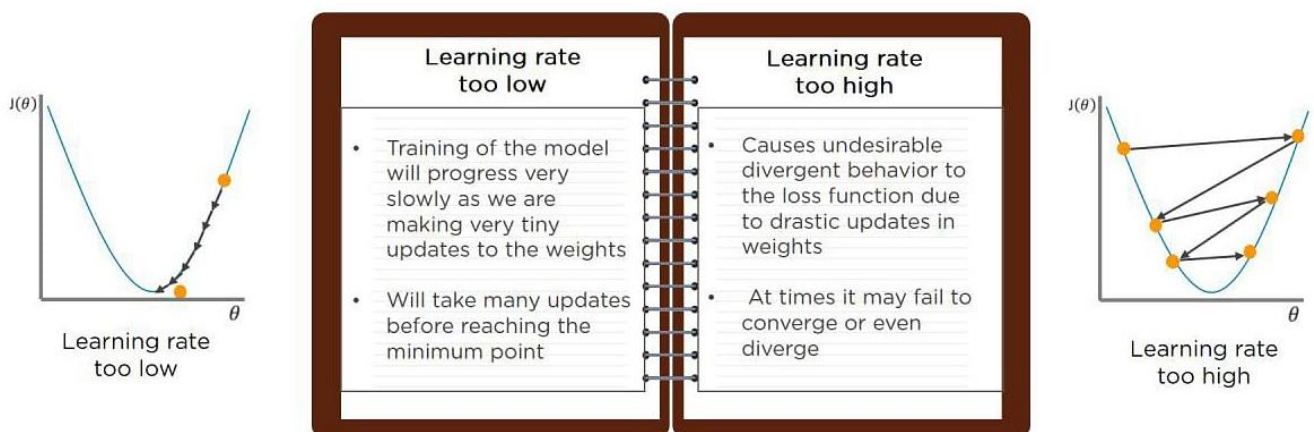 J(θ)
θ
Learning rate
too low
Learning rate
too low
• Training of the model
will progress very
slowly as we are
making very tiny
updates to the weights
• Will take many updates
before reaching the
minimum point
Learning rate
too high
• Causes undesirable
divergent behavior to
the loss function due
to drastic updates in
weights
• At times it may fail to
converge or even
diverge
J(θ)
θ
Learning rate
too high